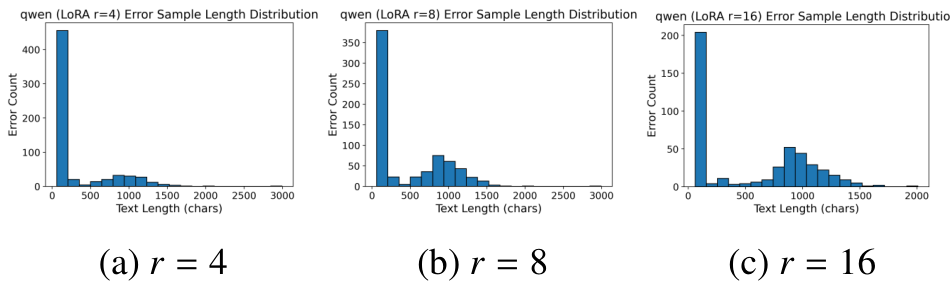 qwen (LoRA r=4) Error Sample Length Distribution
Error Count
400
300
200
100
0
0 500 1000 1500 2000 2500 3000
Text Length (chars)
(a) r = 4
qwen (LoRA r=8) Error Sample Length Distribution
Error Count
350
300
250
200
150
100
50
0
0 500 1000 1500 2000 2500 3000
Text Length (chars)
(b) r = 8
qwen (LoRA r=16) Error Sample Length Distributio
Error Count
200
150
100
50
0
0 500 1000 1500 2000
Text Length (chars)
(c) r = 16